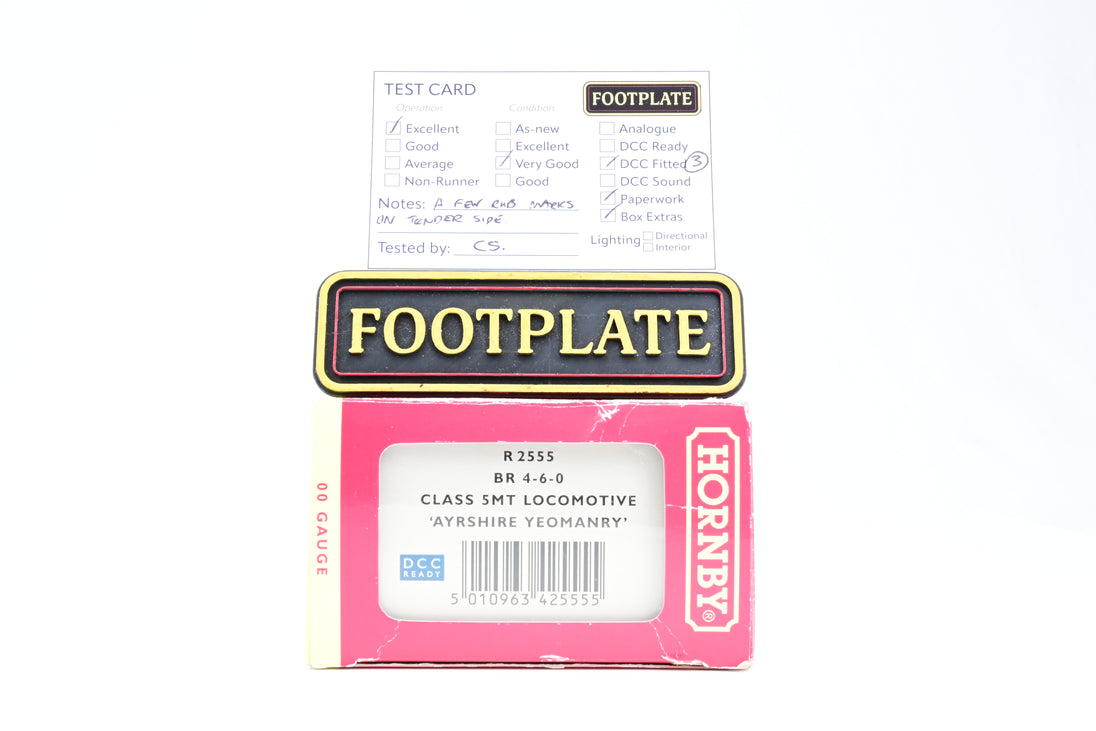 TEST CARD
FOOTPLATE
Operation
Condition
Excellent
Good
Average
Non-Runner
As-new
Excellent
Very Good
Good
Analogue
DCC Ready
DCC Fitted 3
DCC Sound
Paperwork
Box Extras
Notes: A FEW RUB MARKS
ON TENDER SIDE
Tested by: CS.
Lighting
Directional
Interior
FOOTPLATE
00 GAUGE
R2555
BR 4-6-0
CLASS 5MT LOCOMOTIVE
'AYRSHIRE YEOMANRY'
DCC
READY
5 010963 425555
HORNBY®